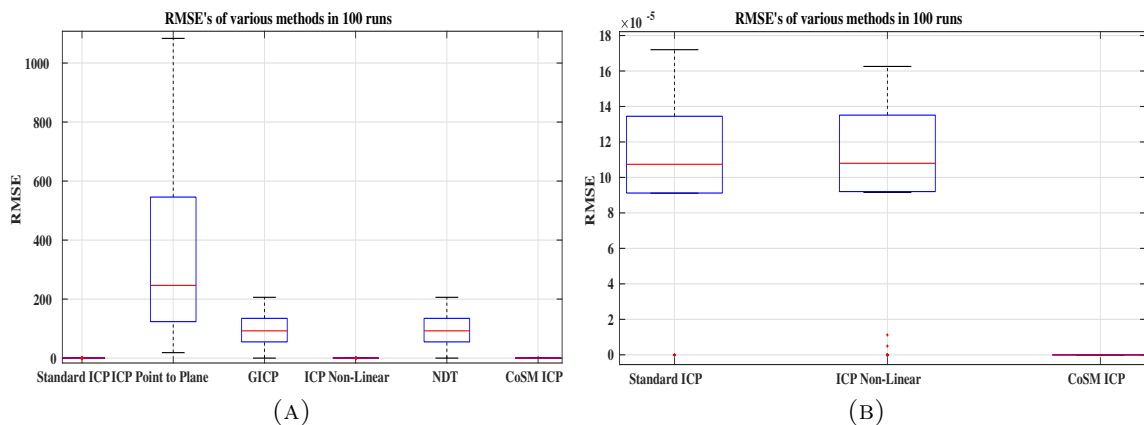 RMSE's of various methods in 100 runs
1000
800
600
400
200
0
RMSE
Standard ICP ICP Point to Plane GICP ICP Non-Linear NDT CoSM ICP
(A)
RMSE's of various methods in 100 runs
×10 -5
18
16
14
12
10
8
6
4
2
0
RMSE
Standard ICP ICP Non-Linear CoSM ICP
(B)